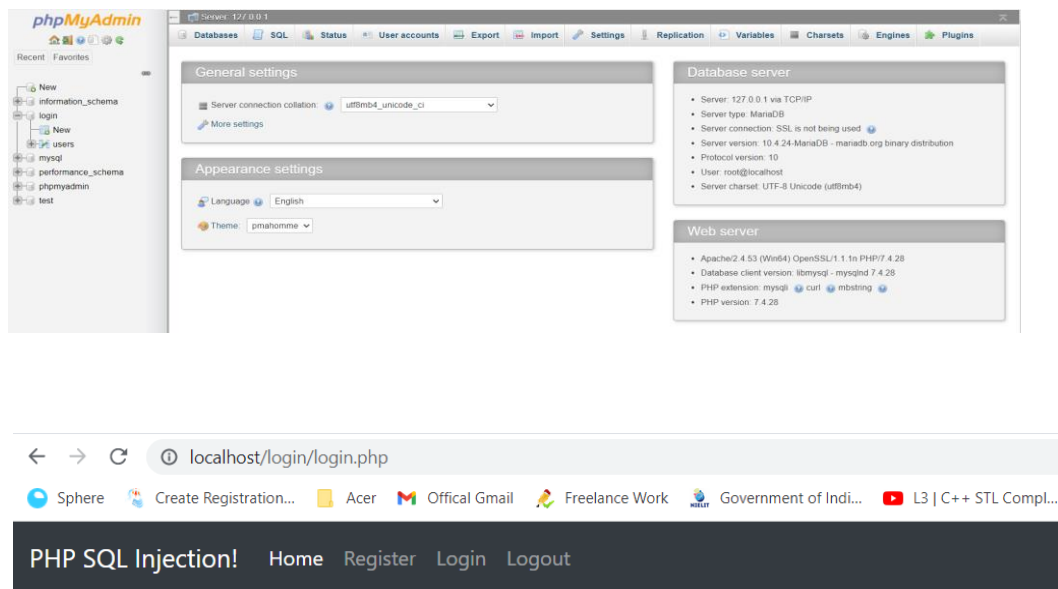 phpMyAdmin
Recent Favorites
New
information_schema
login
New
users
mysql
performance_schema
phpmyadmin
test
Server: 127.0.0.1
Databases SQL Status User accounts Export Import Settings Replication Variables Charsets Engines Plugins
General settings
Server connection collation: utf8mb4_unicode_ci
More settings
Appearance settings
Language English
Theme: pmahomme
Database server
Server: 127.0.0.1 via TCP/IP
Server type: MariaDB
Server connection: SSL is not being used
Server version: 10.4.24-MariaDB - mariadb.org binary distribution
Protocol version: 10
User: root@localhost
Server charset: UTF-8 Unicode (utf8mb4)
Web server
Apache/2.4.53 (Win64) OpenSSL/1.1.1n PHP/7.4.28
Database client version: libmysql - mysqlnd 7.4.28
PHP extension: mysqli curl mbstring
PHP version: 7.4.28
localhost/login/login.php
Sphere Create Registration... Acer Offical Gmail Freelance Work NIELIT Government of Indi... L3 | C++ STL Compl...
PHP SQL Injection! Home Register Login Logout